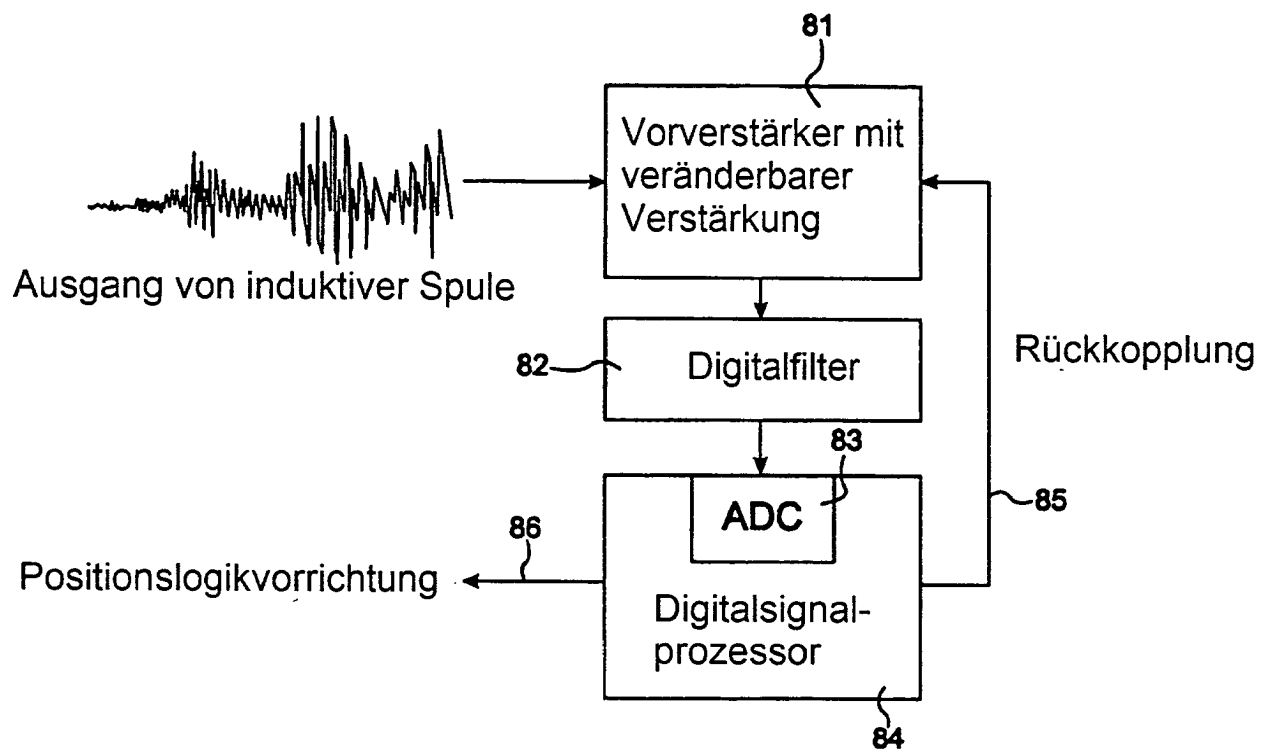 81
Vorverstärker mit
veränderbarer
Verstärkung
Ausgang von induktiver Spule
82
Digitalfilter
Rückkopplung
83
ADC
85
86
Positionslogikvorrichtung
Digitalsignal-
prozessor
84